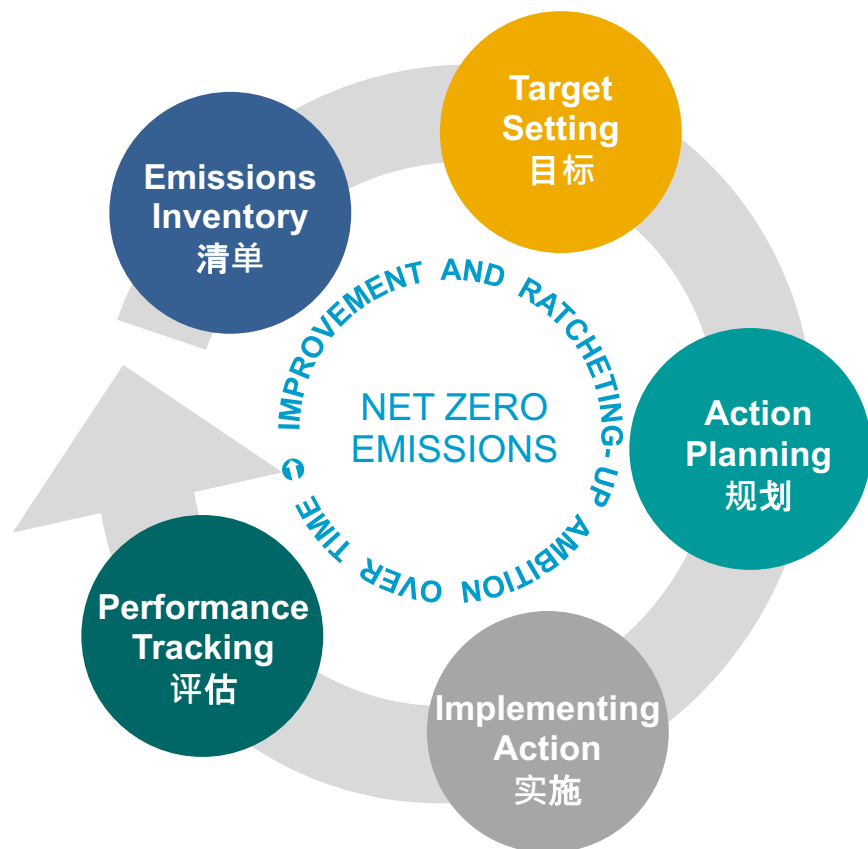 Emissions
Inventory
清单
Target
Setting
目标
Action
Planning
规划
Implementing
Action
实施
Performance
Tracking
评估
IMPROVEMENT AND RATCHETING-UP AMBITION OVER TIME
NET ZERO
EMISSIONS